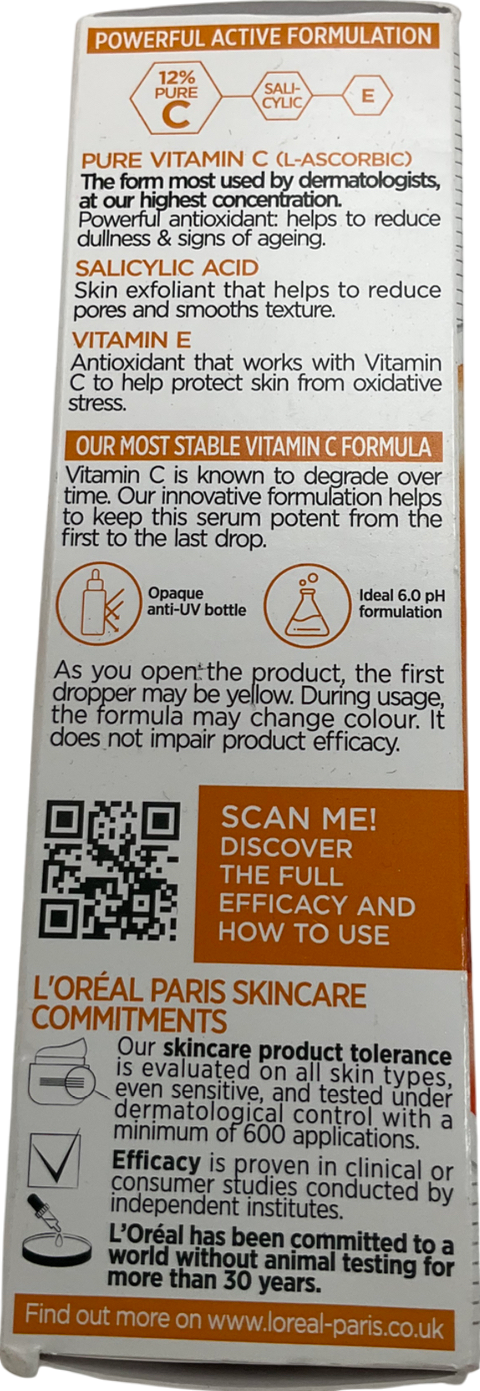 POWERFUL ACTIVE FORMULATION
12%
PURE
C
SALI-
CYLIC
E
PURE VITAMIN C (L-ASCORBIC)
The form most used by dermatologists,
at our highest concentration.
Powerful antioxidant: helps to reduce
dullness & signs of ageing.
SALICYLIC ACID
Skin exfoliant that helps to reduce
pores and smooths texture.
VITAMIN E
Antioxidant that works with Vitamin
C to help protect skin from oxidative
stress.
OUR MOST STABLE VITAMIN C FORMULA
Vitamin C is known to degrade over
time. Our innovative formulation helps
to keep this serum potent from the
first to the last drop.
Opaque
anti-UV bottle
Ideal 6.0 pH
formulation
As you open the product, the first
dropper may be yellow. During usage,
the formula may change colour. It
does not impair product efficacy.
SCAN ME!
DISCOVER
THE FULL
EFFICACY AND
HOW TO USE
L'ORÉAL PARIS SKINCARE
COMMITMENTS
Our skincare product tolerance
is evaluated on all skin types,
even sensitive, and tested under
dermatological control with a
minimum of 600 applications.
Efficacy is proven in clinical or
consumer studies conducted by
independent institutes.
L'Oréal has been committed to a
world without animal testing for
more than 30 years.
Find out more on www.loreal-paris.co.uk